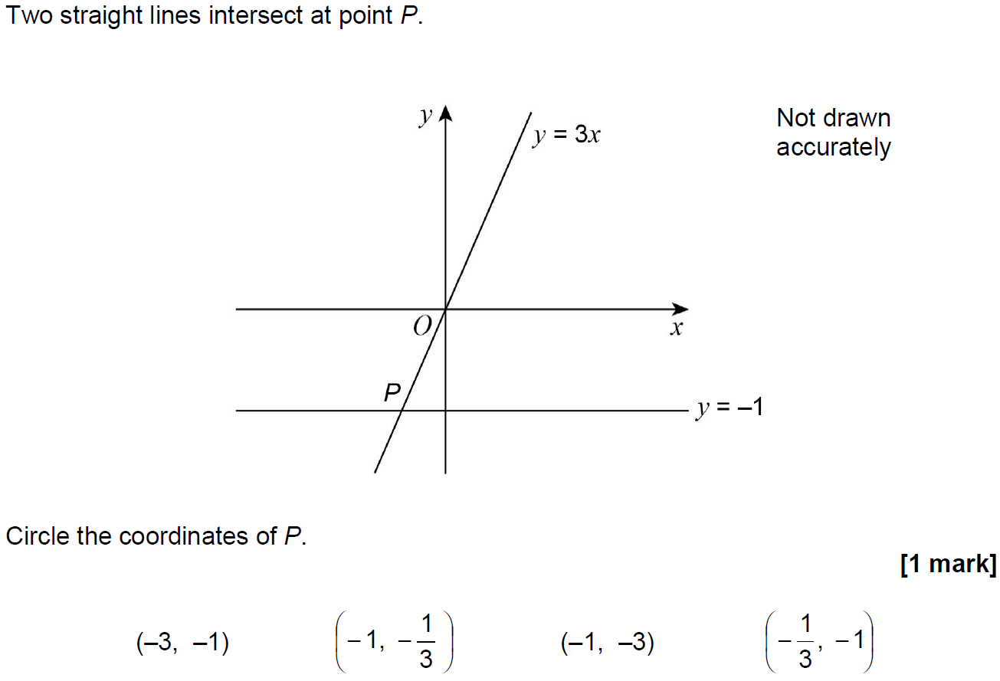 Two straight lines intersect at point P.
y
y = 3x
Not drawn
accurately
O
x
P
y = –1
Circle the coordinates of P.
[1 mark]
(–3, –1) (–1, –1/3) (–1, –3) (–1/3, –1)